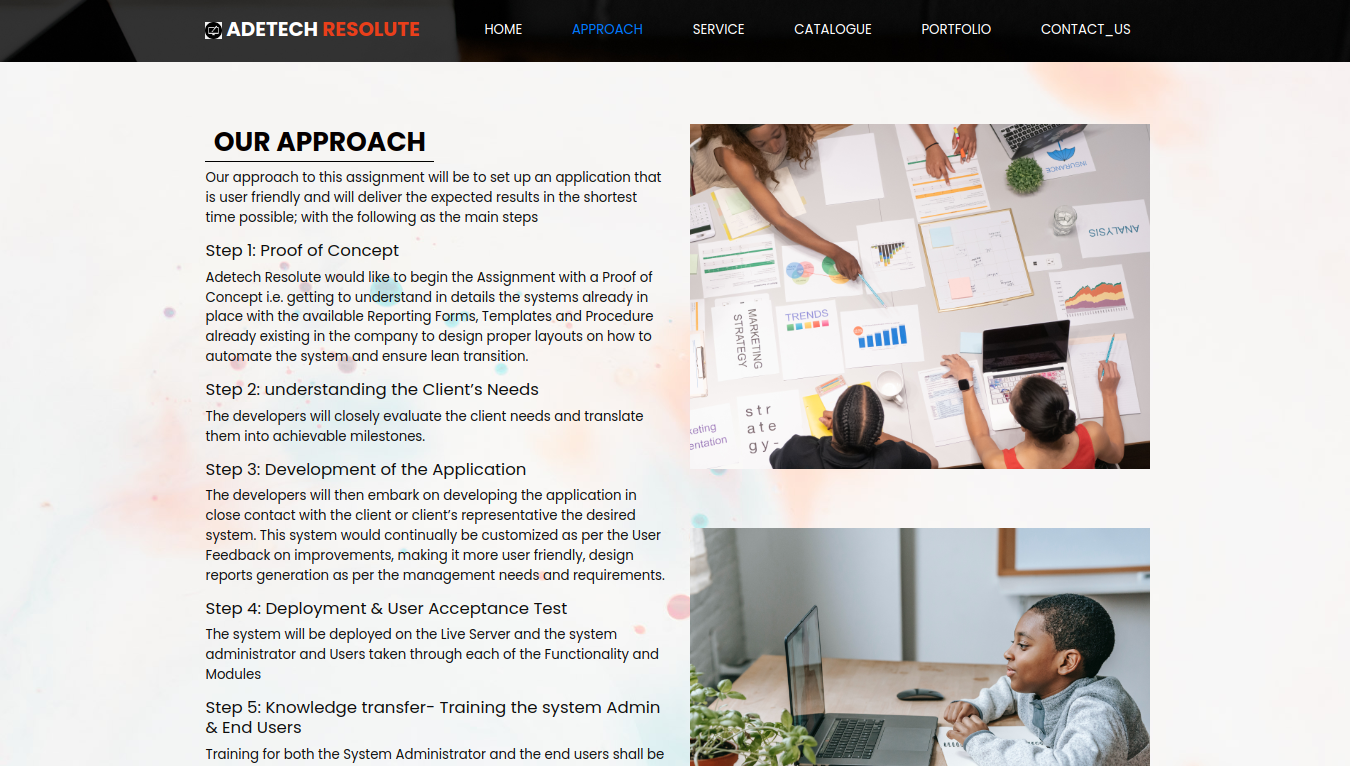 ADETECH RESOLUTE
HOME
APPROACH
SERVICE
CATALOGUE
PORTFOLIO
CONTACT_US
OUR APPROACH
Our approach to this assignment will be to set up an application that
is user friendly and will deliver the expected results in the shortest
time possible; with the following as the main steps
Step 1: Proof of Concept
Adetech Resolute would like to begin the Assignment with a Proof of
Concept i.e. getting to understand in details the systems already in
place with the available Reporting Forms, Templates and Procedure
already existing in the company to design proper layouts on how to
automate the system and ensure lean transition.
Step 2: understanding the Client’s Needs
The developers will closely evaluate the client needs and translate
them into achievable milestones.
Step 3: Development of the Application
The developers will then embark on developing the application in
close contact with the client or client’s representative the desired
system. This system would continually be customized as per the User
Feedback on improvements, making it more user friendly, design
reports generation as per the management needs and requirements.
Step 4: Deployment & User Acceptance Test
The system will be deployed on the Live Server and the system
administrator and Users taken through each of the Functionality and
Modules
Step 5: Knowledge transfer- Training the system Admin
& End Users
Training for both the System Administrator and the end users shall be
INSURANCE
ANALYSIS
MARKETING
STRATEGY
TRENDS
str
ate
gy-
keting
entation